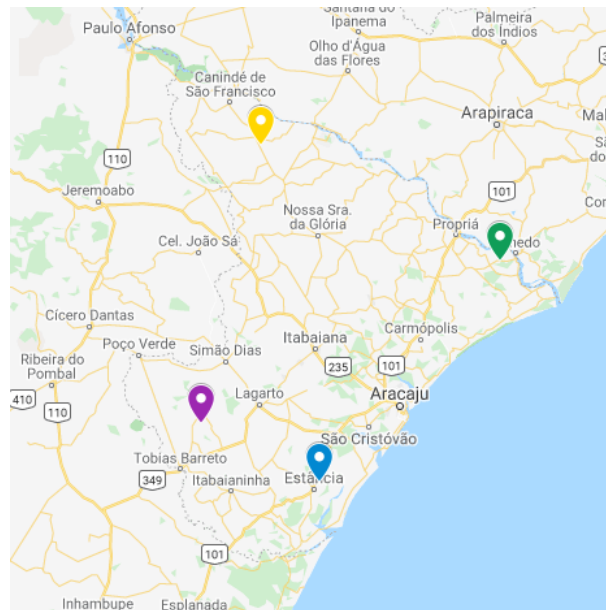 Santana do
Ipanema
Palmeira
dos Índios
Paulo Afonso
Olho d'Água
das Flores
Canindé de
São Francisco
Arapiraca
110
Jeremoabo
101
Nossa Sra.
da Glória
Propriá
Cel. João Sá
Cícero Dantas
Carmópolis
Poço Verde
Itabaiana
Simão Dias
Ribeira do
Pombal
235
101
410
110
Lagarto
Aracaju
São Cristóvão
Tobias Barreto
349
Itabaianinha
Estância
101
Inhambupe
Esplanada